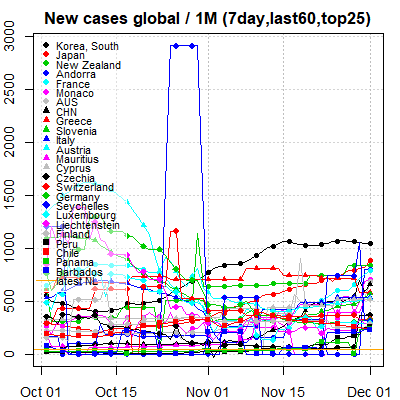 New cases global / 1M (7day,last60,top25)
3000
2500
2000
1500
1000
500
0
Korea, South
Japan
New Zealand
Andorra
France
Monaco
AUS
CHN
Greece
Slovenia
Italy
Austria
Mauritius
Cyprus
Czechia
Switzerland
Germany
Seychelles
Luxembourg
Liechtenstein
Finland
Peru
Chile
Panama
Barbados
latest NL
Oct 01
Oct 15
Nov 01
Nov 15
Dec 01